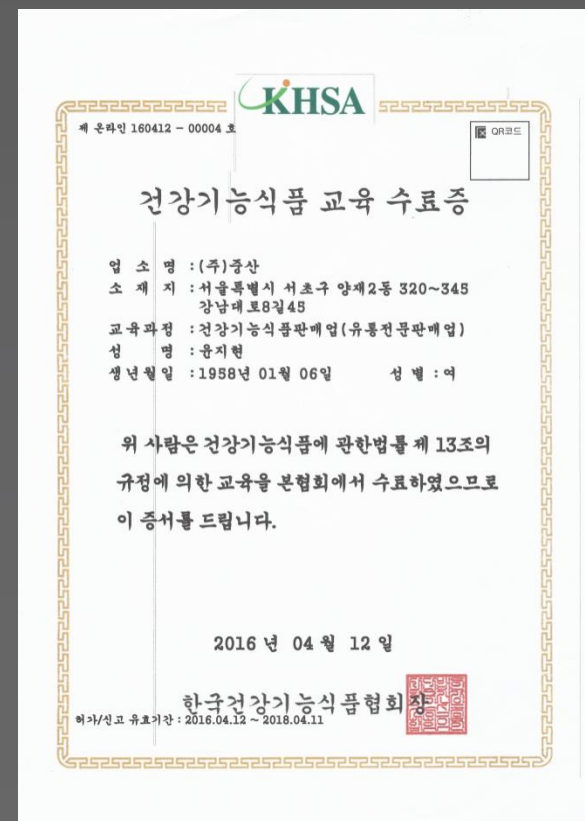 KHSA
제 온라인 160412 - 00004 호
QR코드
건강기능식품 교육 수료증
업 소 명 :(주)중산
소 재 지 :서울특별시 서초구 양재2동 320~345
강남대로8길45
교육과정 :건강기능식품판매업(유통전문판매업)
성 명 :윤지현
생년월일 :1958년 01월 06일 성 별 :여
위 사람은 건강기능식품에 관한법률 제 13조의
규정에 의한 교육을 본협회에서 수료하였으므로
이 증서를 드립니다.
2016 년 04 월 12 일
한국건강기능식품협회장
허가/신고 유효기간 : 2016.04.12 ~ 2018.04.11